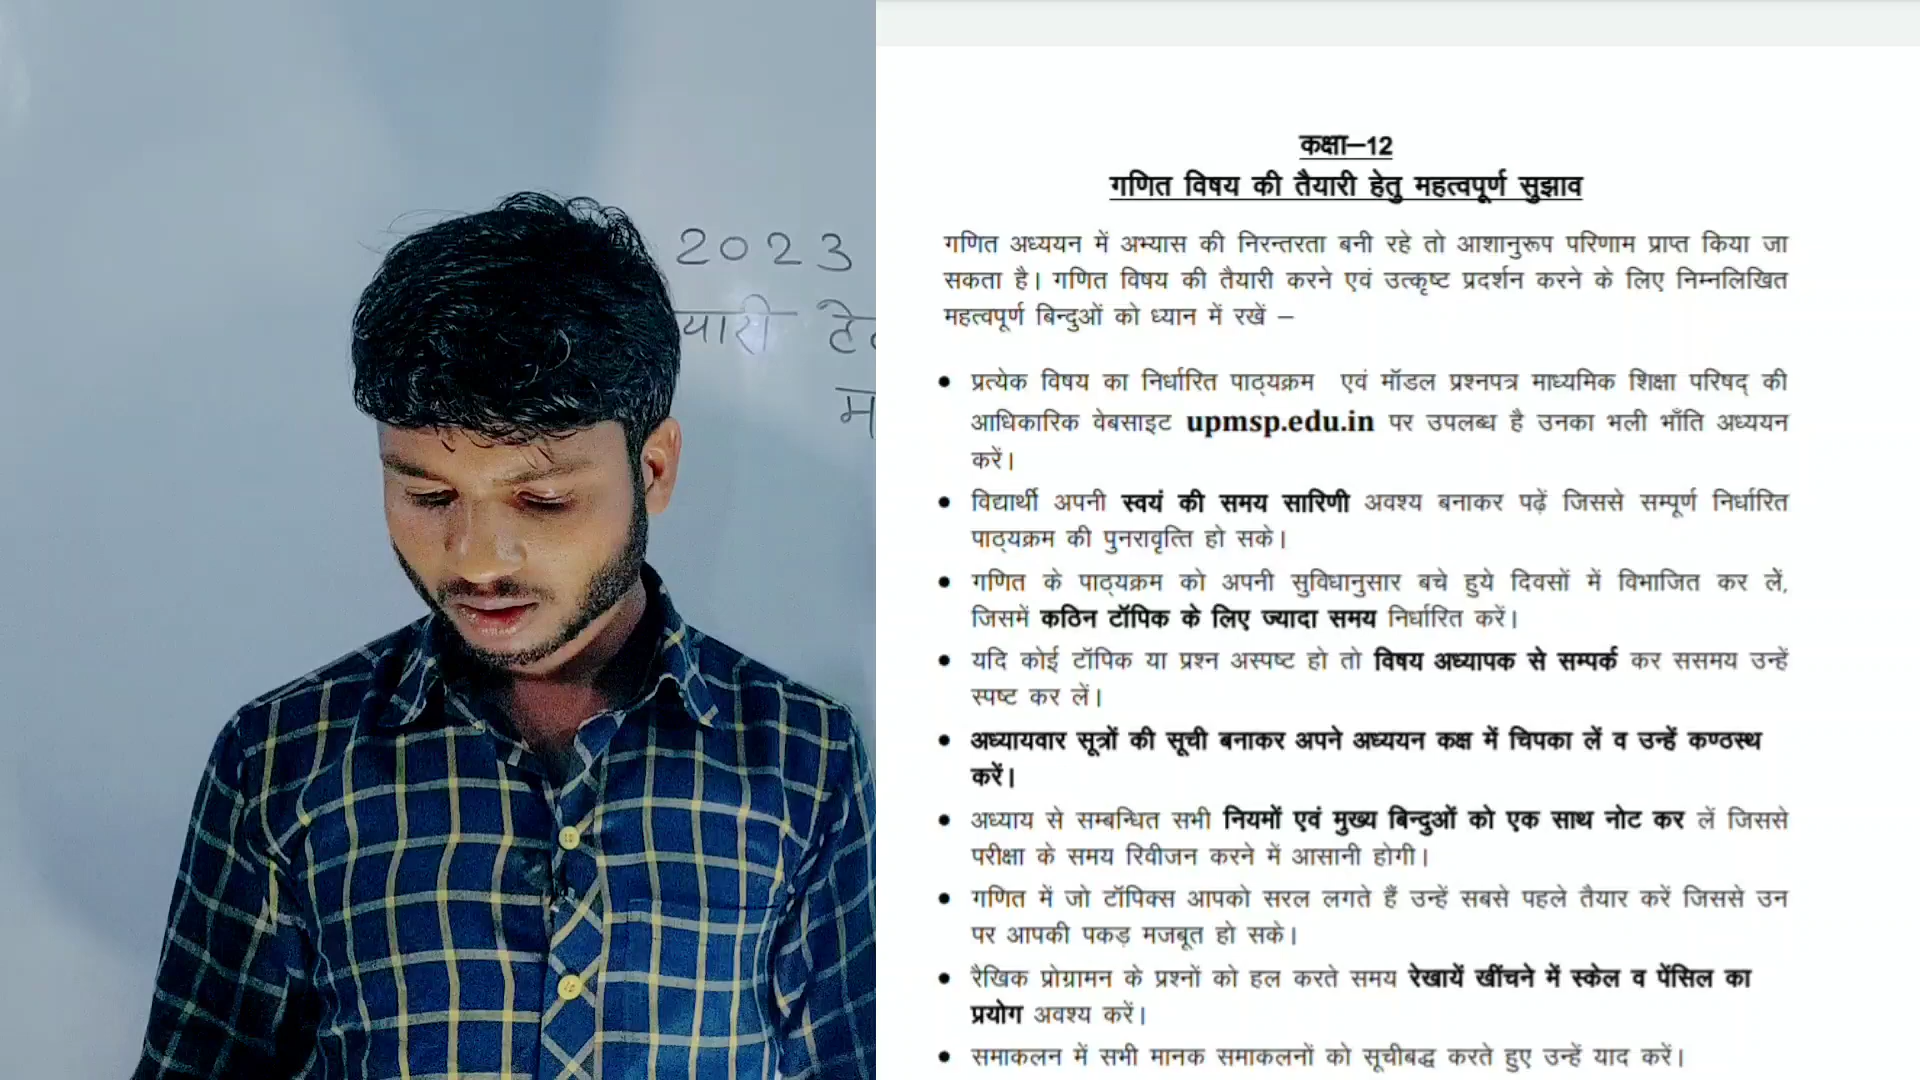 2023
यारी
कक्षा–12
गणित विषय की तैयारी हेतु महत्वपूर्ण सुझाव
गणित अध्ययन में अभ्यास की निरन्तरता बनी रहे तो आशानुरूप परिणाम प्राप्त किया जा
सकता है। गणित विषय की तैयारी करने एवं उत्कृष्ट प्रदर्शन करने के लिए निम्नलिखित
महत्वपूर्ण बिन्दुओं को ध्यान में रखें –
• प्रत्येक विषय का निर्धारित पाठ्यक्रम एवं मॉडल प्रश्नपत्र माध्यमिक शिक्षा परिषद् की
आधिकारिक वेबसाइट upmsp.edu.in पर उपलब्ध है उनका भली भाँति अध्ययन
करें।
• विद्यार्थी अपनी स्वयं की समय सारिणी अवश्य बनाकर पढ़ें जिससे सम्पूर्ण निर्धारित
पाठ्यक्रम की पुनरावृत्ति हो सके।
• गणित के पाठ्यक्रम को अपनी सुविधानुसार बचे हुये दिवसों में विभाजित कर लें,
जिसमें कठिन टॉपिक के लिए ज्यादा समय निर्धारित करें।
• यदि कोई टॉपिक या प्रश्न अस्पष्ट हो तो विषय अध्यापक से सम्पर्क कर ससमय उन्हें
स्पष्ट कर लें।
• अध्यायवार सूत्रों की सूची बनाकर अपने अध्ययन कक्ष में चिपका लें व उन्हें कण्ठस्थ
करें।
• अध्याय से सम्बन्धित सभी नियमों एवं मुख्य बिन्दुओं को एक साथ नोट कर लें जिससे
परीक्षा के समय रिवीजन करने में आसानी होगी।
• गणित में जो टॉपिक्स आपको सरल लगते हैं उन्हें सबसे पहले तैयार करें जिससे उन
पर आपकी पकड़ मजबूत हो सके।
• रैखिक प्रोग्रामन के प्रश्नों को हल करते समय रेखायें खींचने में स्केल व पेंसिल का
प्रयोग अवश्य करें।
• समाकलन में सभी मानक समाकलनों को सूचीबद्ध करते हुए उन्हें याद करें।